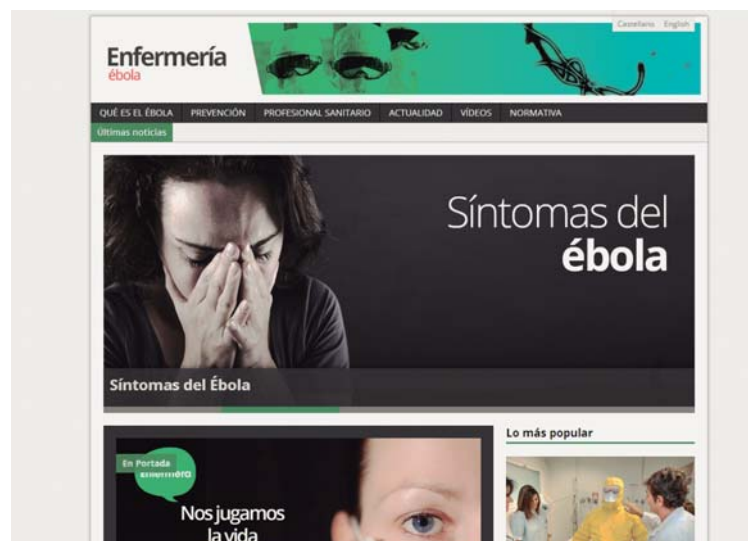 Castellano English
Enfermería
ébola
QUÉ ES EL ÉBOLA PREVENCIÓN PROFESIONAL SANITARIO ACTUALIDAD VÍDEOS NORMATIVA
Últimas noticias
Síntomas del
ébola
Síntomas del Ébola
Lo más popular
En Portada
Nos jugamos
la vida